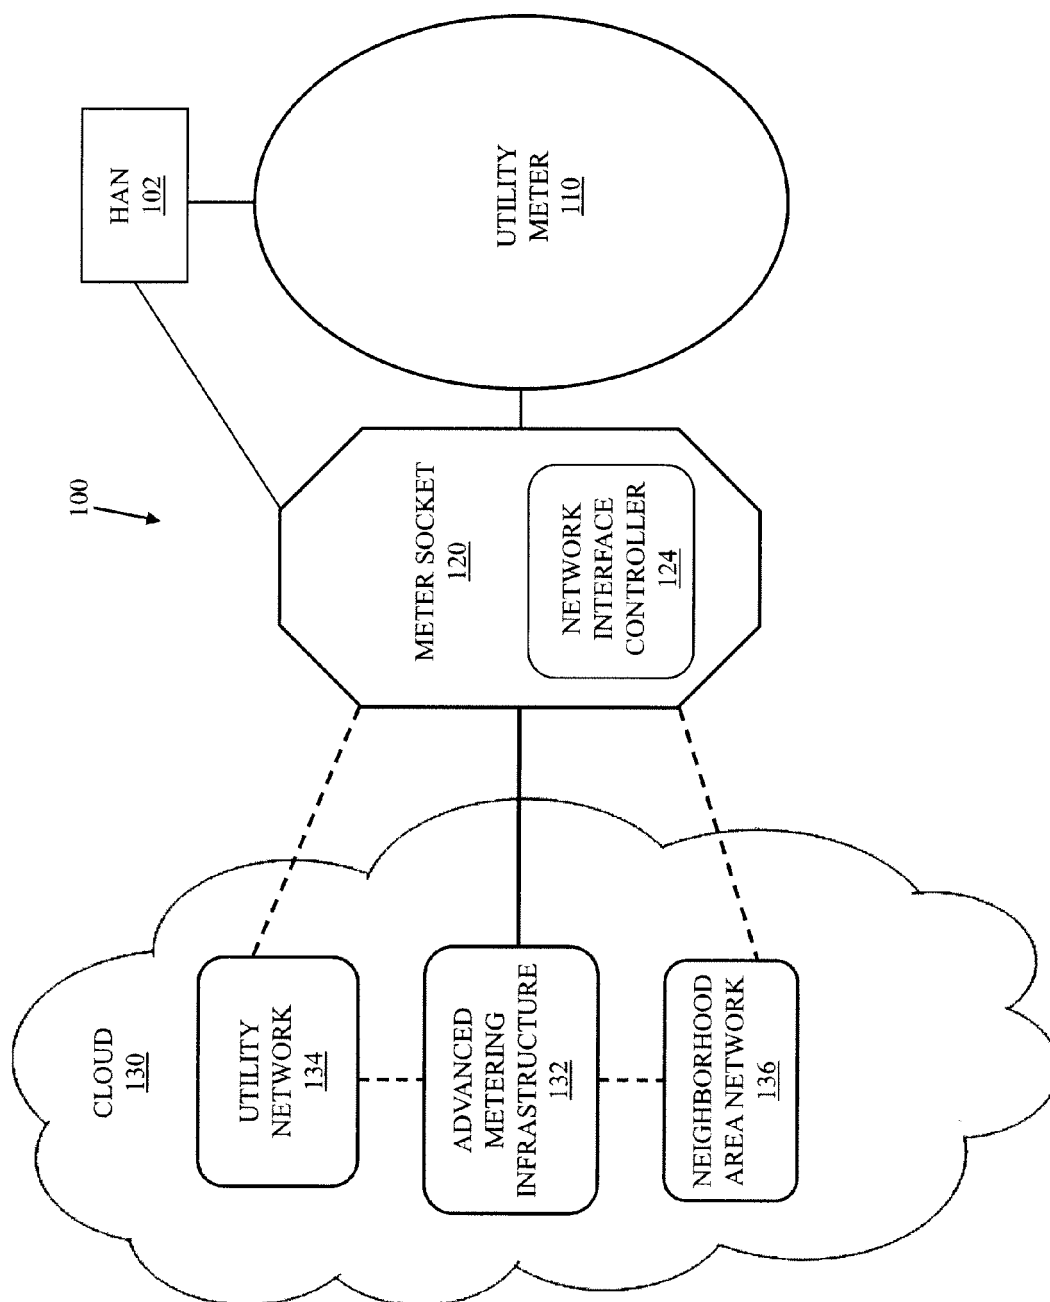 100
CLOUD
130
UTILITY
NETWORK
134
ADVANCED
METERING
INFRASTRUCTURE
132
NEIGHBORHOOD
AREA NETWORK
136
METER SOCKET
120
NETWORK
INTERFACE
CONTROLLER
124
HAN
102
UTILITY
METER
110